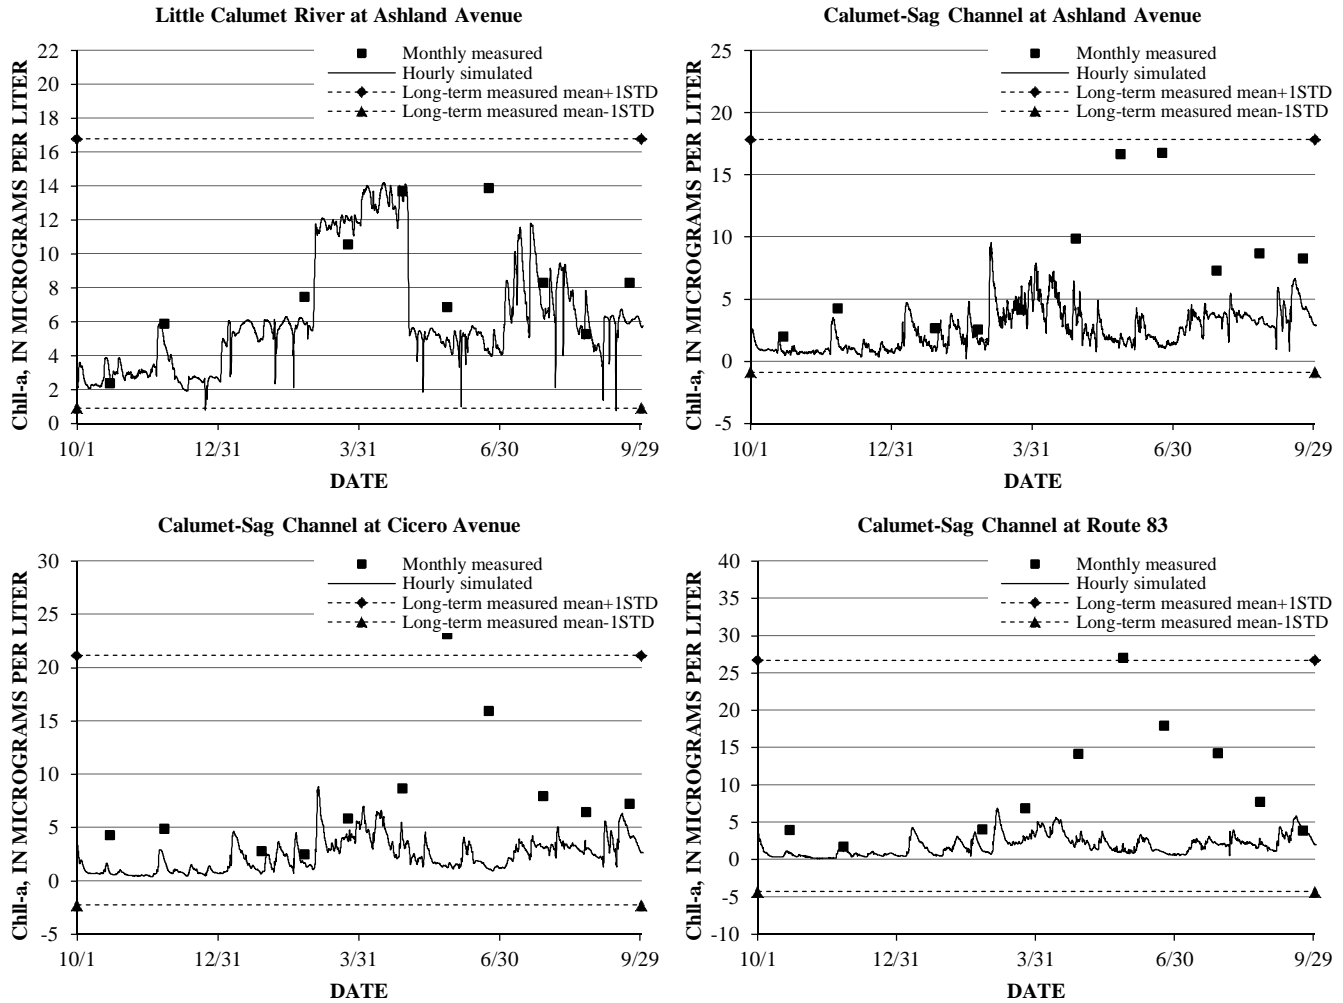 Little Calumet River at Ashland Avenue
Chll-a, IN MICROGRAMS PER LITER
22
20
18
16
14
12
10
8
6
4
2
0
Monthly measured
Hourly simulated
Long-term measured mean+1STD
Long-term measured mean-1STD
10/1 12/31 3/31 6/30 9/29
DATE
Calumet-Sag Channel at Ashland Avenue
Chll-a, IN MICROGRAMS PER LITER
25
20
15
10
5
0
-5
Monthly measured
Hourly simulated
Long-term measured mean+1STD
Long-term measured mean-1STD
10/1 12/31 3/31 6/30 9/29
DATE
Calumet-Sag Channel at Cicero Avenue
Chll-a, IN MICROGRAMS PER LITER
30
25
20
15
10
5
0
-5
Monthly measured
Hourly simulated
Long-term measured mean+1STD
Long-term measured mean-1STD
10/1 12/31 3/31 6/30 9/29
DATE
Calumet-Sag Channel at Route 83
Chll-a, IN MICROGRAMS PER LITER
40
35
30
25
20
15
10
5
0
-5
-10
Monthly measured
Hourly simulated
Long-term measured mean+1STD
Long-term measured mean-1STD
10/1 12/31 3/31 6/30 9/29
DATE